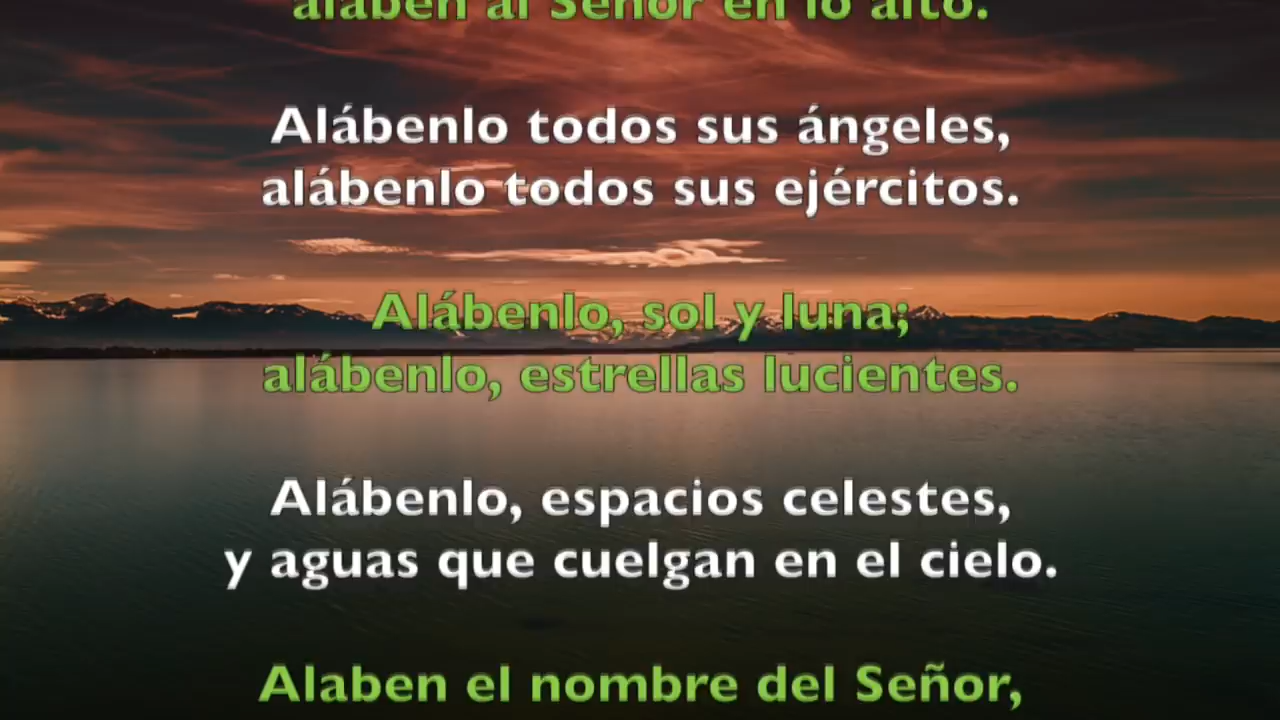 alaben al Señor en lo alto.
Alábenlo todos sus ángeles,
alábenlo todos sus ejércitos.
Alábenlo, sol y luna;
alábenlo, estrellas lucientes.
Alábenlo, espacios celestes,
y aguas que cuelgan en el cielo.
Alaben el nombre del Señor,